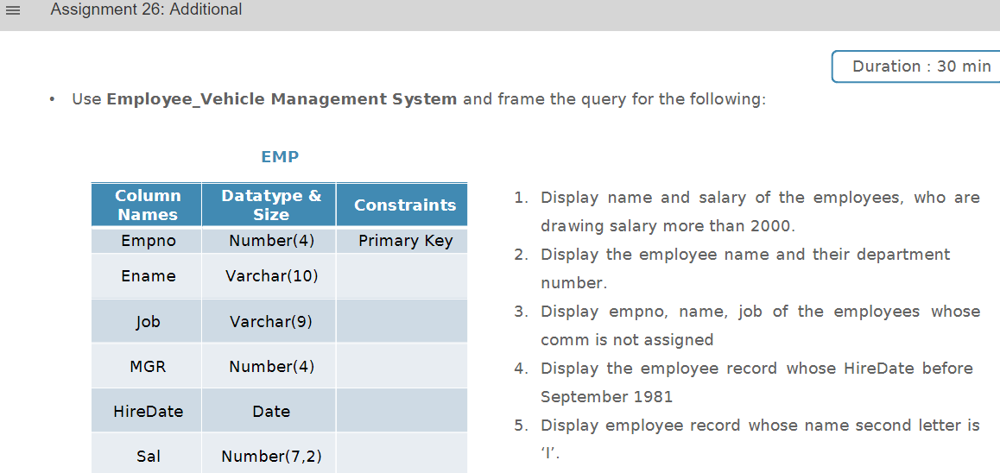 Assignment 26: Additional
Duration : 30 min
• Use Employee_Vehicle Management System and frame the query for the following:
EMP
Column Names Datatype & Size Constraints
Empno Number(4) Primary Key
Ename Varchar(10)
Job Varchar(9)
MGR Number(4)
HireDate Date
Sal Number(7,2)
1. Display name and salary of the employees, who are
drawing salary more than 2000.
2. Display the employee name and their department
number.
3. Display empno, name, job of the employees whose
comm is not assigned
4. Display the employee record whose HireDate before
September 1981
5. Display employee record whose name second letter is
‘I’.